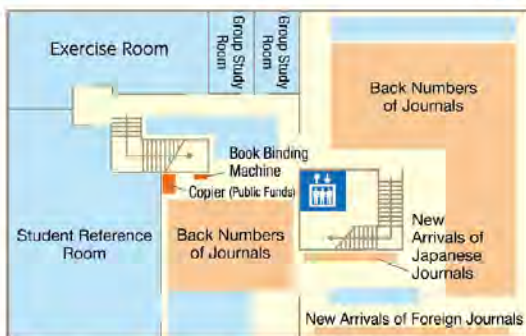 Exercise Room
Group Study
Room
Group Study
Room
Back Numbers
of Journals
Book Binding
Machine
Copier (Public Funds)
Student Reference
Room
Back Numbers
of Journals
New
Arrivals of
Japanese
Journals
New Arrivals of Foreign Journals